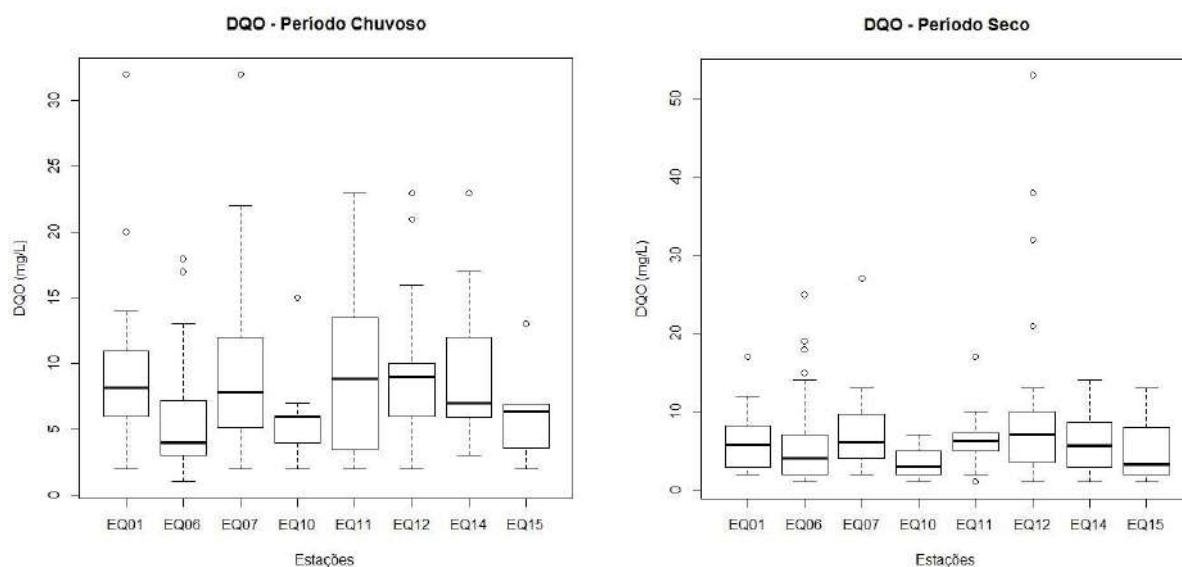 DQO - Período Chuvoso
30
25
20
15
10
5
0
DQO (mg/L)
EQ01 EQ06 EQ07 EQ10 EQ11 EQ12 EQ14 EQ15
Estações
DQO - Período Seco
50
40
30
20
10
0
DQO (mg/L)
EQ01 EQ06 EQ07 EQ10 EQ11 EQ12 EQ14 EQ15
Estações